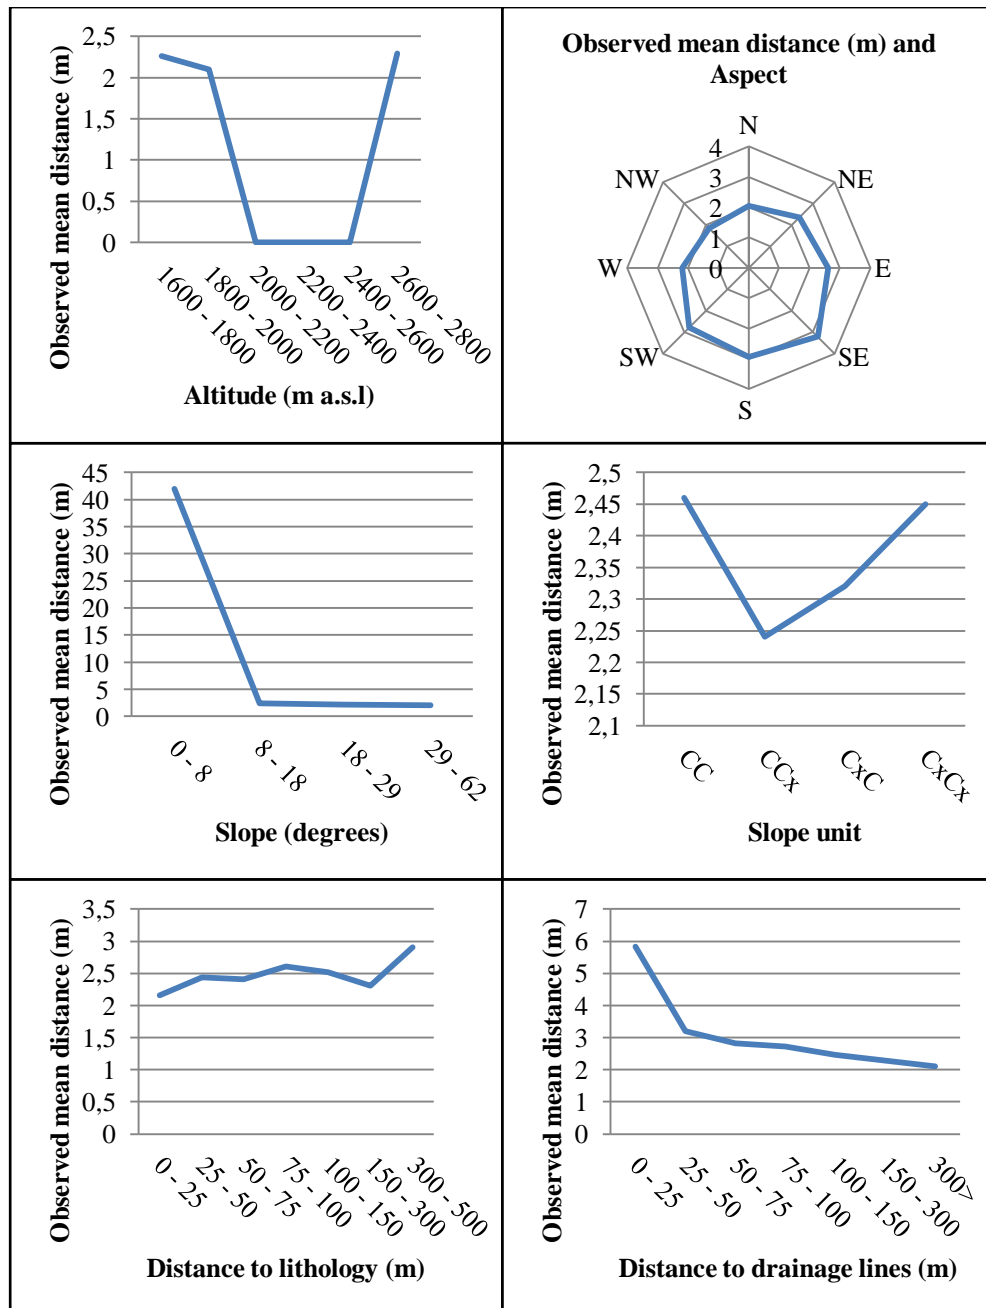 Observed mean distance (m)
2,5
2
1,5
1
0,5
0
1600 - 1800
1800 - 2000
2000 - 2200
2200 - 2400
2400 - 2600
2600 - 2800
Altitude (m a.s.l)
Observed mean distance (m) and
Aspect
N
NE
E
SE
S
SW
W
NW
4
3
2
1
0
Observed mean distance (m)
45
40
35
30
25
20
15
10
5
0
0 - 8
8 - 18
18 - 29
29 - 62
Slope (degrees)
Observed mean distance (m)
2,5
2,45
2,4
2,35
2,3
2,25
2,2
2,15
2,1
CC
CCx
CxC
CxCx
Slope unit
Observed mean distance (m)
3,5
3
2,5
2
1,5
1
0,5
0
0 - 25
25 - 50
50 - 75
75 - 100
100 - 150
150 - 300
300 - 500
Distance to lithology (m)
Observed mean distance (m)
7
6
5
4
3
2
1
0
0 - 25
25 - 50
50 - 75
75 - 100
100 - 150
150 - 300
300>
Distance to drainage lines (m)